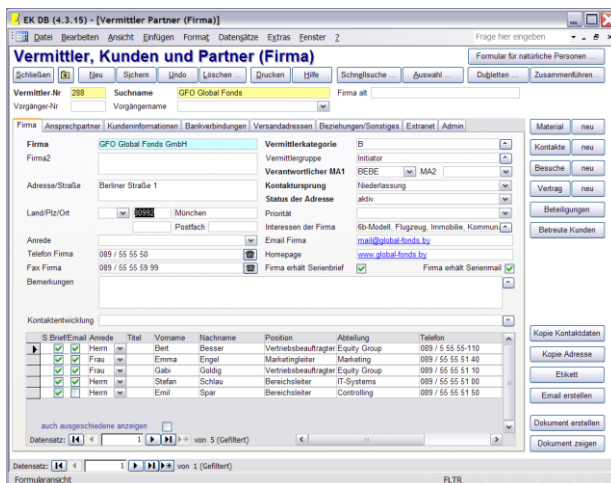 EK DB (4.3.15) - [Vermittler Partner (Firma)]
Datei Bearbeiten Ansicht Einfügen Format Datensätze Extras Fenster ? Frage hier eingeben
Vermittler, Kunden und Partner (Firma) Formular für natürliche Personen ...
Schließen Neu Sichern Undo Löschen ... Drucken Hilfe Schnellsuche ... Auswahl ... Dubletten ... Zusammenführen...
Vermittler-Nr 288 Suchname GFO Global Fonds Firma alt
Vorgänger-Nr Vorgängername
Firma Ansprechpartner Kundeninformationen Bankverbindungen Versandadressen Beziehungen/Sonstiges Extranet Admin
Material neu
Firma GFO Global Fonds GmbH Vermittlerkategorie B
Kontakte neu
Firma2 Vermittlergruppe Initiator
Verantwortlicher MA1 BEBE MA2
Besuche neu
Adresse/Straße Berliner Straße 1 Kontaktursprung Niederlassung
Vertrag neu
Status der Adresse aktiv
Land/Plz/Ort 80992 München Priorität
Beteiligungen
Postfach Interessen der Firma 6b-Modell, Flugzeug, Immobilie, Kommun.
Betreute Kunden
Anrede Email Firma mail@global-fonds.by
Telefon Firma 089 / 55 55 50 Homepage www.global-fonds.by
Fax Firma 089 / 55 55 59 99 Firma erhält Serienbrief Firma erhält Serienmail
Bemerkungen
Kontaktentwicklung
S.Brief/Email Anrede Titel Vorname Nachname Position Abteilung Telefon
Herrn Bert Besser Vertriebsbeauftragter Equity Group 089 / 55 55 55-110
Frau Emma Engel Marketingleiter Marketing 089 / 55 55 51 40
Frau Gabi Goldig Vertriebsbeauftragter Equity Group 089 / 55 55 51 10
Herrn Stefan Schlau Bereichsleiter IT-Systems 089 / 55 55 51 00
Herrn Emil Spar Bereichsleiter Controlling 089 / 55 55 51 50
Kopie Kontaktdaten
Kopie Adresse
Etikett
Email erstellen
auch ausgeschiedene anzeigen
Dokument erstellen
Datensatz: 1 von 5 (Gefiltert)
Dokument zeigen
Datensatz: 1 von 1 (Gefiltert)
Formularansicht FLTR